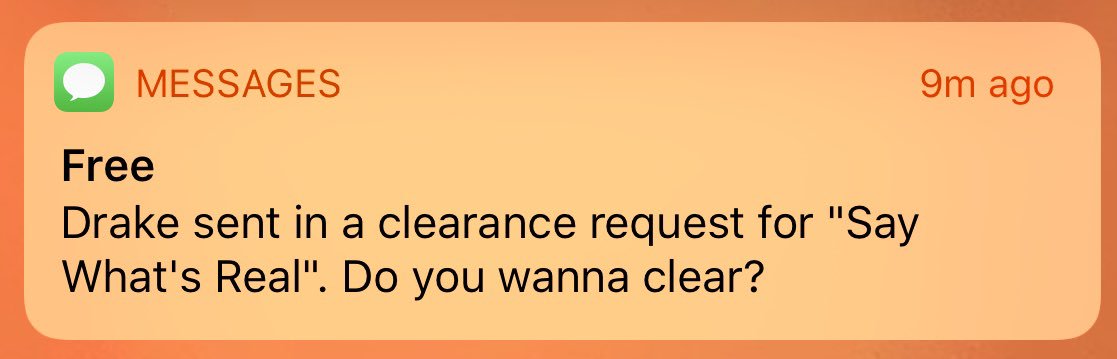 MESSAGES
9m ago
Free
Drake sent in a clearance request for "Say
What's Real". Do you wanna clear?